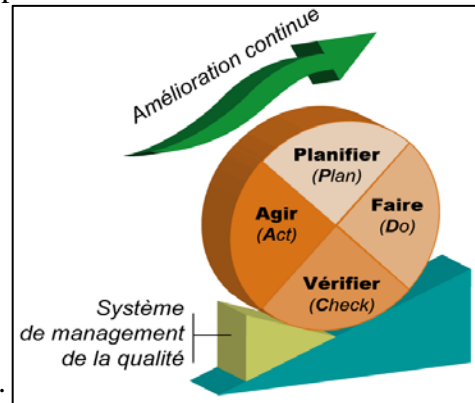 Amélioration continue
Planifier
(Plan)
Agir
(Act)
Faire
(Do)
Vérifier
(Check)
Système
de management
de la qualité
.